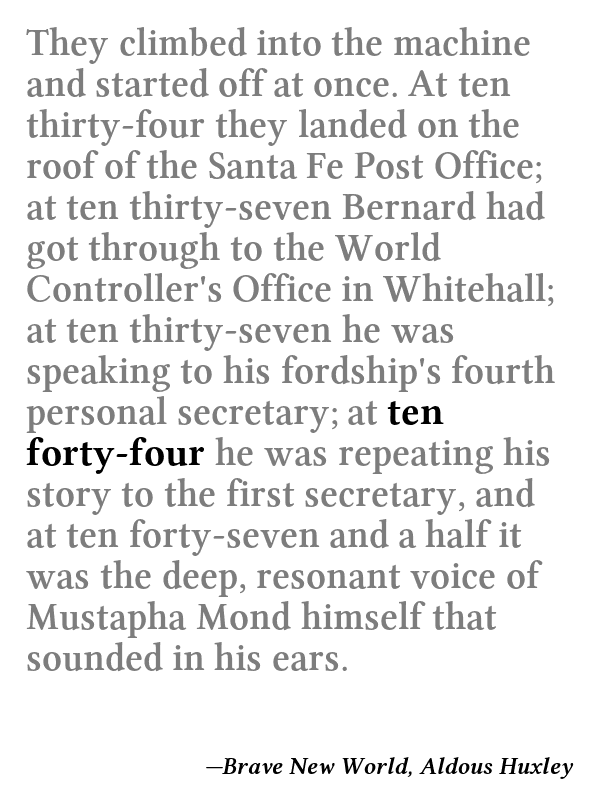 They climbed into the machine
and started off at once. At ten
thirty-four they landed on the
roof of the Santa Fe Post Office;
at ten thirty-seven Bernard had
got through to the World
Controller's Office in Whitehall;
at ten thirty-seven he was
speaking to his fordship's fourth
personal secretary; at ten
forty-four he was repeating his
story to the first secretary, and
at ten forty-seven and a half it
was the deep, resonant voice of
Mustapha Mond himself that
sounded in his ears.
—Brave New World, Aldous Huxley